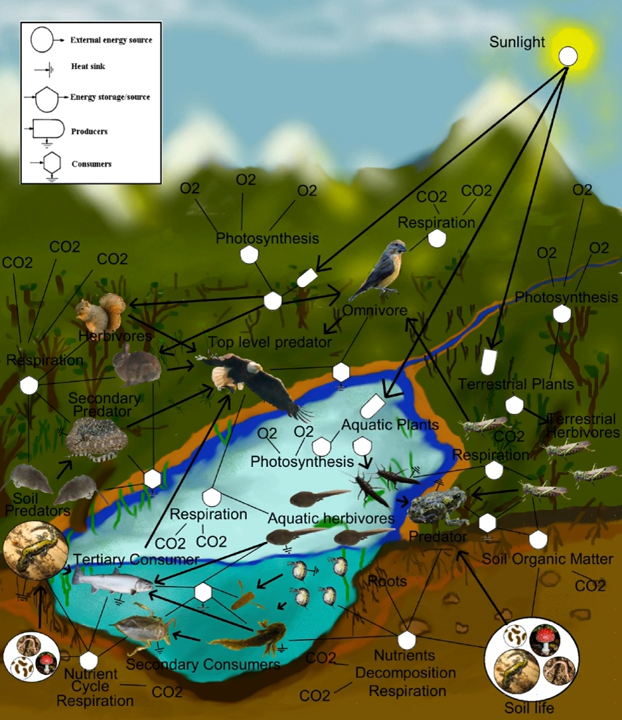 External energy source
Heat sink
Energy storage/source
Producers
Consumers
Sunlight
O2
O2
O2
CO2
CO2
O2
Photosynthesis
Respiration
CO2
CO2
CO2
O2
O2
Photosynthesis
Omnivore
Herbivores
Top level predator
Respiration
Terrestrial Plants
Secondary
Predator
Aquatic Plants
Terrestrial
Herbivores
O2
O2
CO2
Photosynthesis
Respiration
Soil
Predators
Respiration
Aquatic herbivores
CO2
CO2
Predator
Tertiary Consumer
Soil Organic Matter
Roots
CO2
Secondary Consumers
CO2
Nutrients
Decomposition
Respiration
CO2
Nutrient
Cycle
Respiration
CO2
Soil life